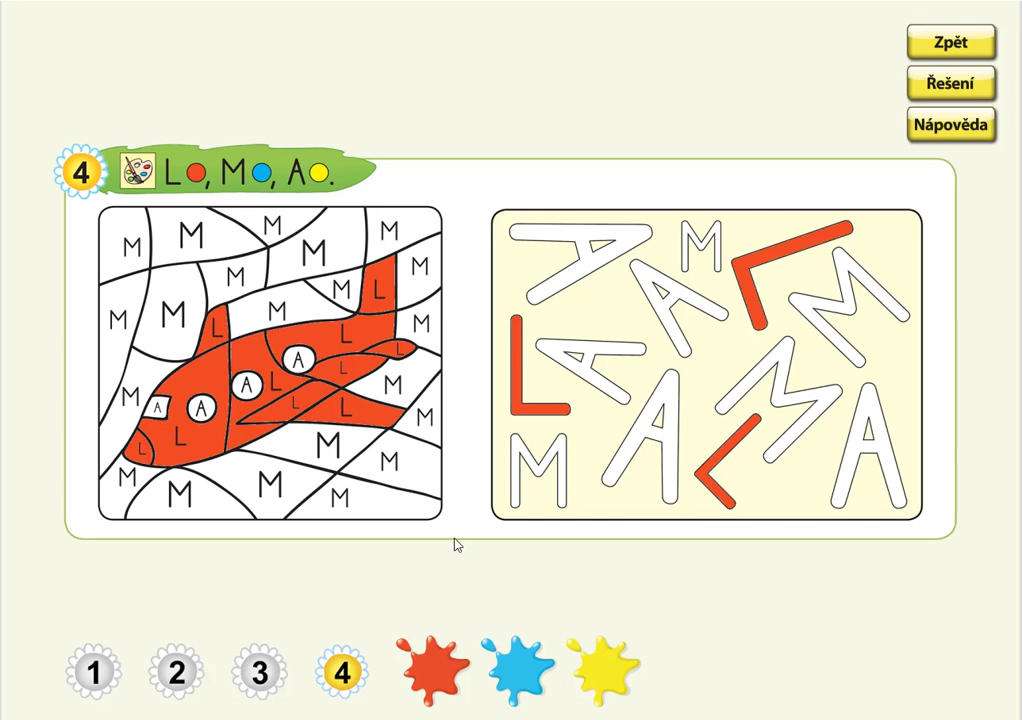 Zpět
Řešení
Nápověda
4 L, M, A.
M M M M M
M M M
M M M L M
L L
A L L
M A A A L M
L L M
L L M
M M M M
M M
A M L
A M
L A M
M A L A
1 2 3 4